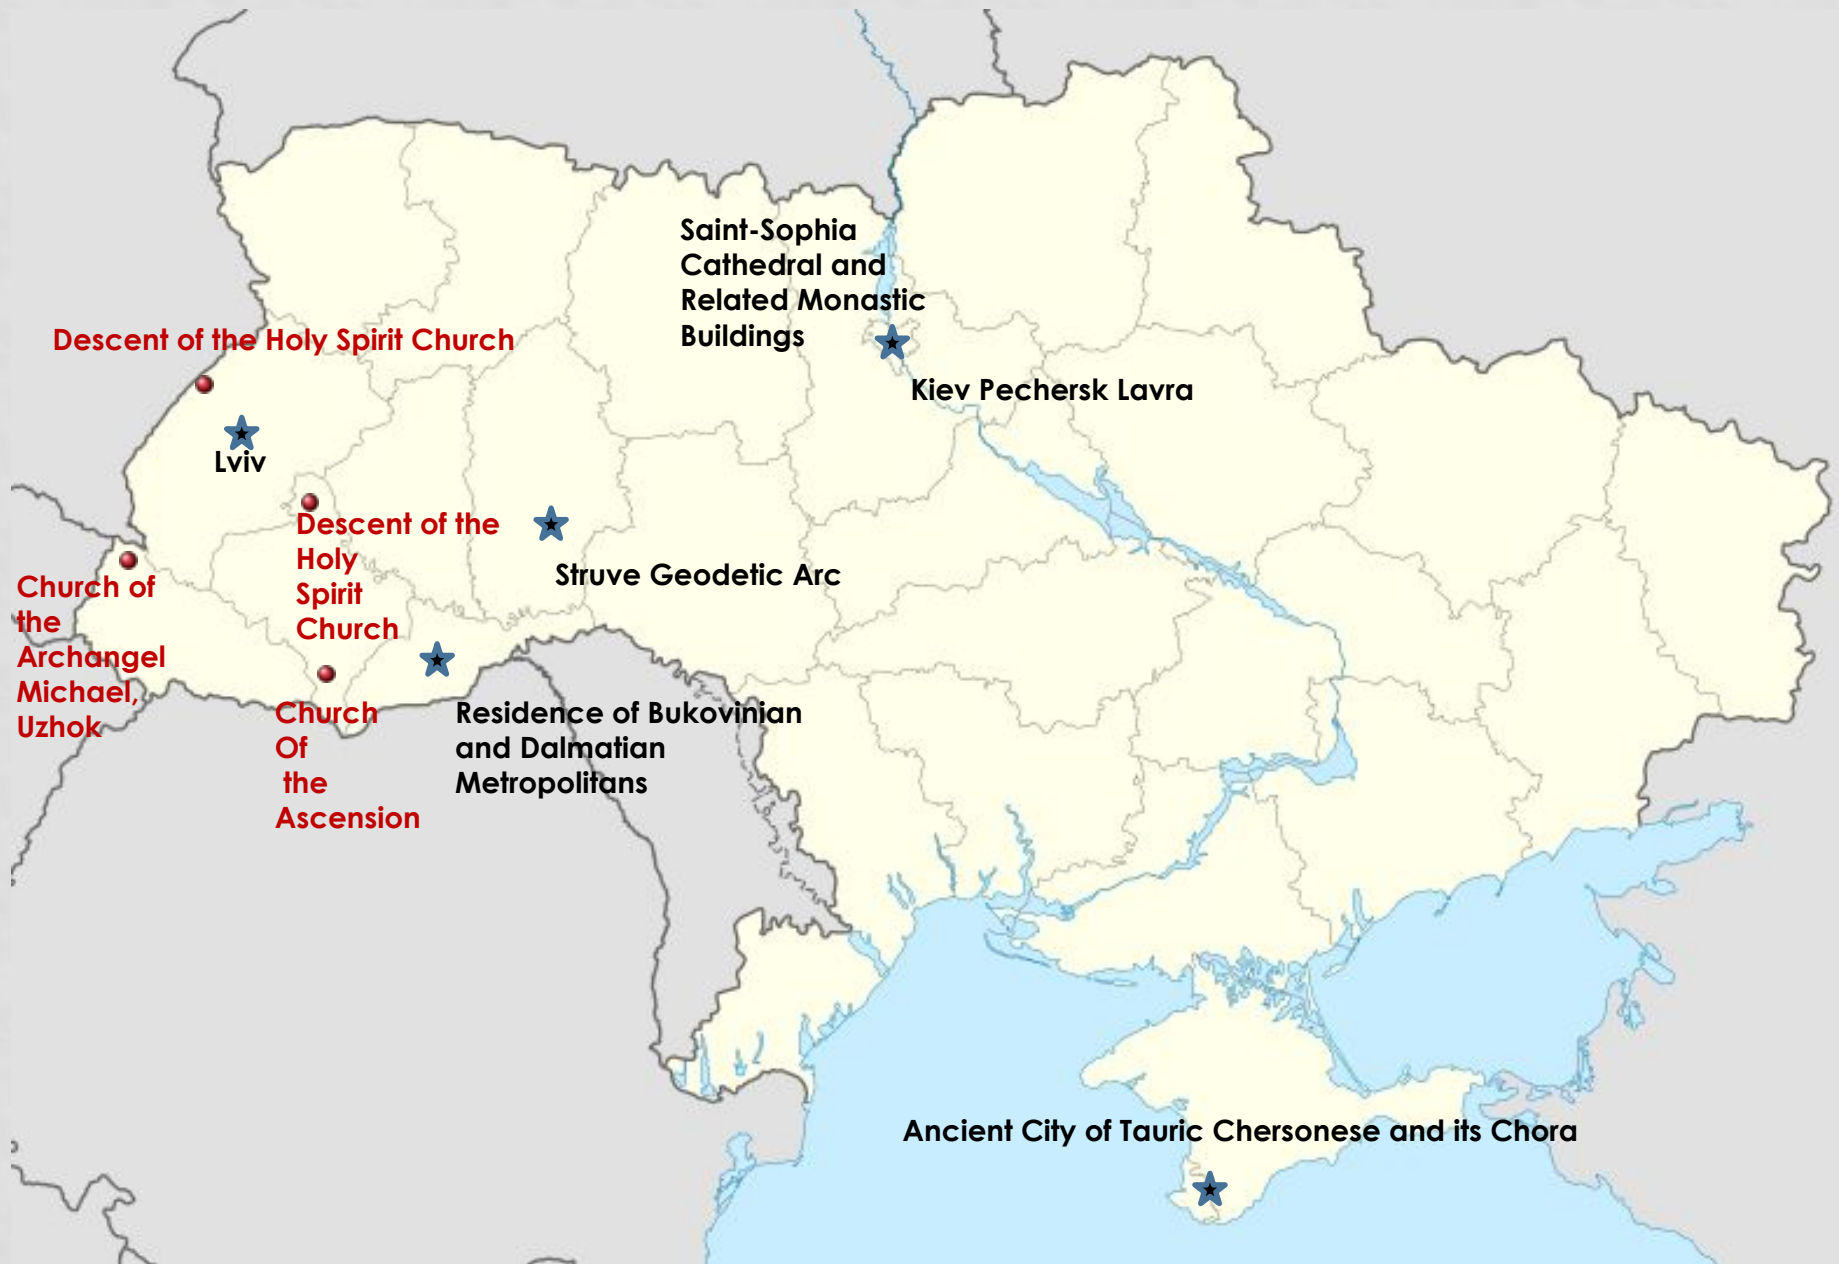 Saint-Sophia
Cathedral and
Related Monastic
Buildings
Descent of the Holy Spirit Church
Kiev Pechersk Lavra
Lviv
Descent of the
Holy
Spirit
Church
Struve Geodetic Arc
Church of
the
Archangel
Michael,
Uzhok
Church
Of
the
Ascension
Residence of Bukovinian
and Dalmatian
Metropolitans
Ancient City of Tauric Chersonese and its Chora